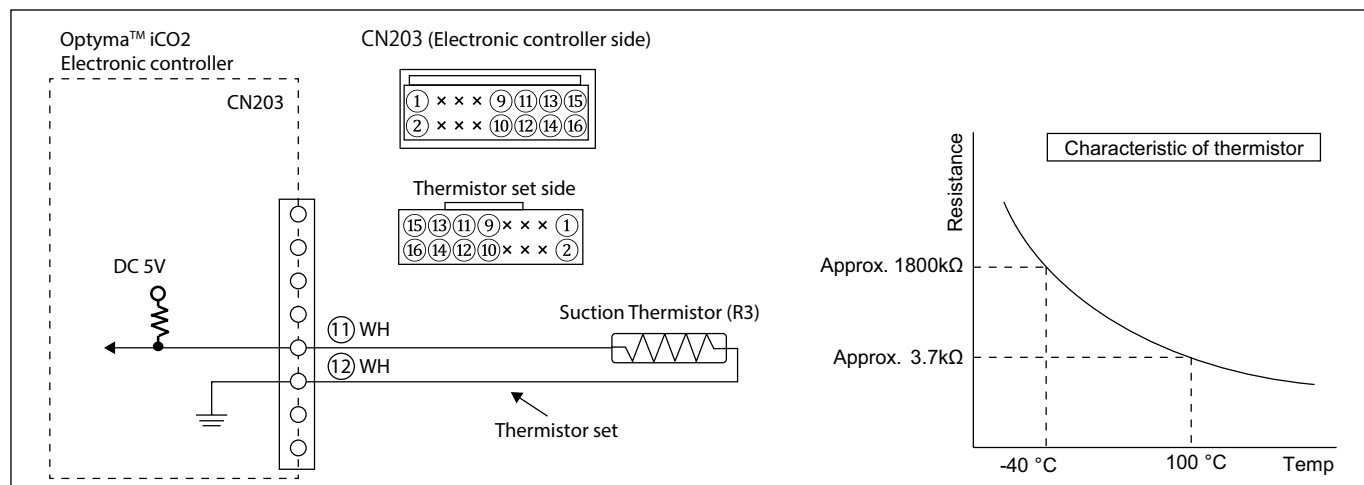 Optyma™ iCO2
Electronic controller
CN203
CN203 (Electronic controller side)
① × × × ⑨ ⑪ ⑬ ⑮
② × × × ⑩ ⑫ ⑭ ⑯
Thermistor set side
⑮ ⑬ ⑪ ⑨ × × × ①
⑯ ⑭ ⑫ ⑩ × × × ②
DC 5V
⑪ WH
⑫ WH
Suction Thermistor (R3)
Thermistor set
Characteristic of thermistor
Resistance
Approx. 1800kΩ
Approx. 3.7kΩ
-40 °C
100 °C
Temp